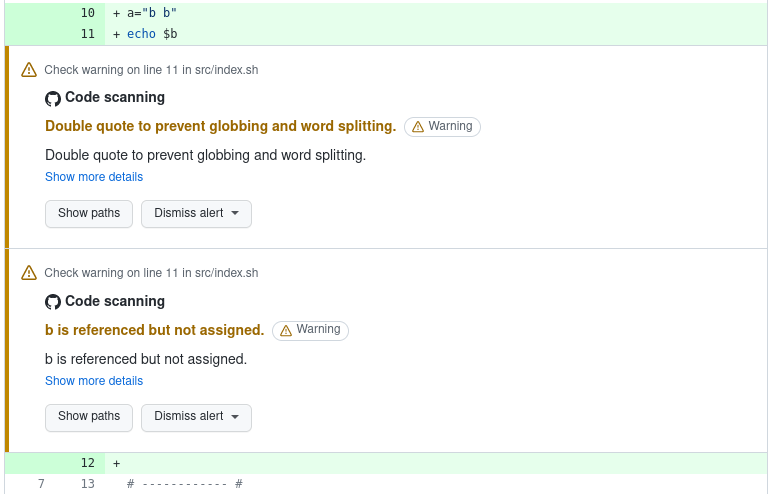 10 + a="b b"
11 + echo $b
Check warning on line 11 in src/index.sh
Code scanning
Double quote to prevent globbing and word splitting. Warning
Double quote to prevent globbing and word splitting.
Show more details
Show paths Dismiss alert
Check warning on line 11 in src/index.sh
Code scanning
b is referenced but not assigned. Warning
b is referenced but not assigned.
Show more details
Show paths Dismiss alert
12 +
7 13 # ------------ #